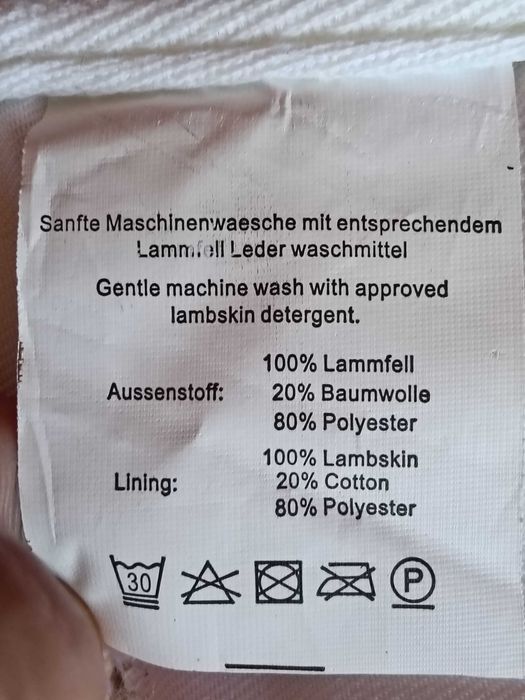 Sanfte Maschinenwaesche mit entsprechendem
Lammfell Leder waschmittel
Gentle machine wash with approved
lambskin detergent.
100% Lammfell
Aussenstoff: 20% Baumwolle
80% Polyester
100% Lambskin
Lining: 20% Cotton
80% Polyester
30 P